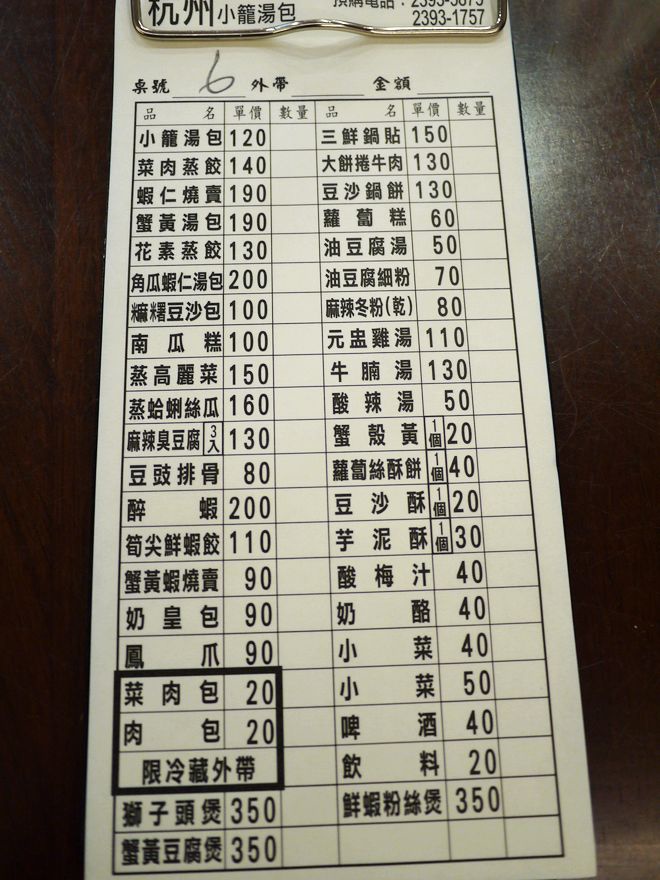 杭州小籠湯包 預購電話：2393-5875
2393-1757
桌號 6 外帶 金額
品名 單價 數量 品名 單價 數量
小籠湯包 120 三鮮鍋貼 150
菜肉蒸餃 140 大餅捲牛肉 130
蝦仁燒賣 190 豆沙鍋餅 130
蟹黃湯包 190 蘿蔔糕 60
花素蒸餃 130 油豆腐湯 50
角瓜蝦仁湯包 200 油豆腐細粉 70
糜糬豆沙包 100 麻辣冬粉(乾) 80
南瓜糕 100 元盅雞湯 110
蒸高麗菜 150 牛腩湯 130
蒸蛤蜊絲瓜 160 酸辣湯 50
麻辣臭豆腐 3入 130 蟹殼黃 1個 20
豆豉排骨 80 蘿蔔絲酥餅 1個 40
醉蝦 200 豆沙酥 1個 20
筍尖鮮蝦餃 110 芋泥酥 1個 30
蟹黃蝦燒賣 90 酸梅汁 40
奶皇包 90 奶酪 40
鳳爪 90 小菜 40
菜肉包 20 小菜 50
肉包 20 啤酒 40
限冷藏外帶 飲料 20
獅子頭煲 350 鮮蝦粉絲煲 350
蟹黃豆腐煲 350